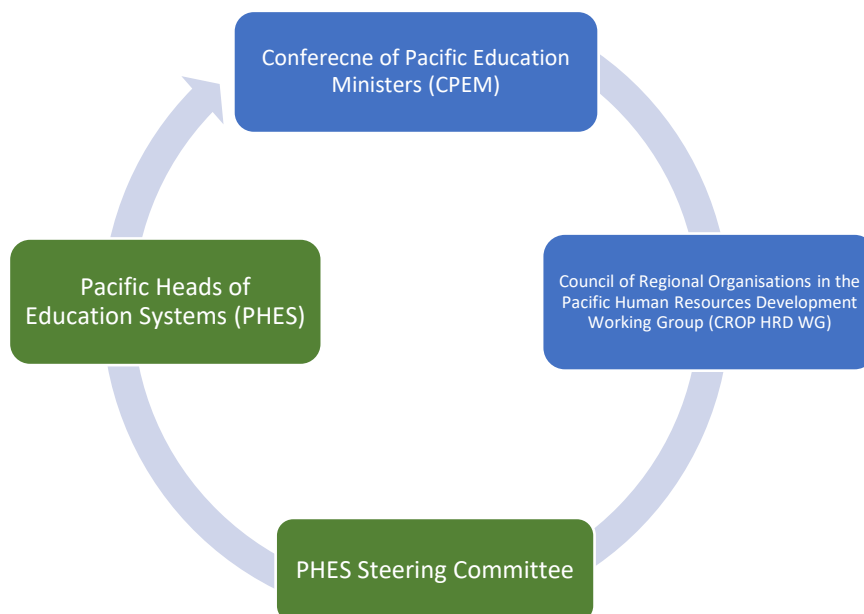 Conferecne of Pacific Education
Ministers (CPEM)
Council of Regional Organisations in the
Pacific Human Resources Development
Working Group (CROP HRD WG)
PHES Steering Committee
Pacific Heads of
Education Systems (PHES)